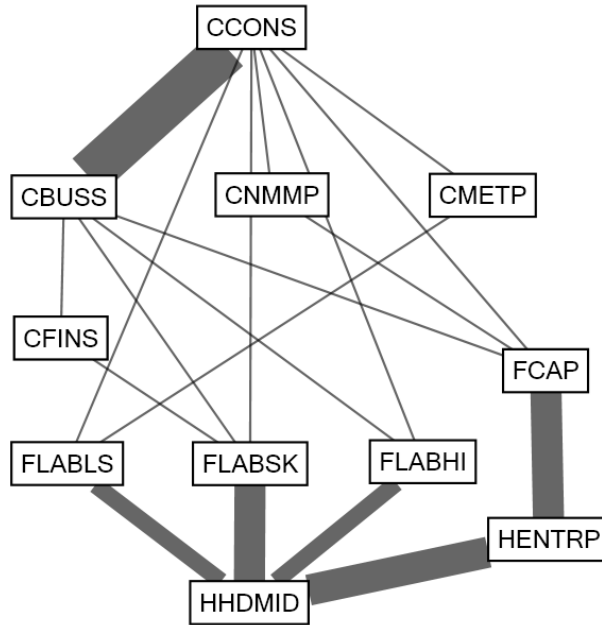 CCONS
CBUSS
CNMMP
CMETP
CFINS
FCAP
FLABLS
FLABSK
FLABHI
HENTRP
HHDMID